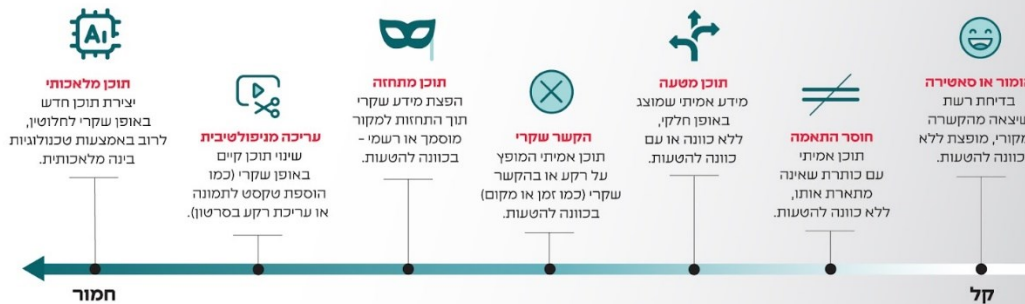 הומור או סאטירה
בדיחת רשת
שיצאה מהקשרה
המקורי, מופצת ללא
כוונה להטעות.
חוסר התאמה
תוכן אמיתי
עם כותרת שאינה
מתארת אותו,
ללא כוונה להטעות.
תוכן מטעה
מידע אמיתי שמוצג
באופן חלקי,
ללא כוונה או עם
כוונה להטעות.
הקשר שקרי
תוכן אמיתי המופץ
על רקע או בהקשר
שקרי (כמו זמן או מקום)
בכוונה להטעות.
תוכן מתחזה
הפצת מידע שקרי
תוך התחזות למקור
מוסמך או רשמי –
בכוונה להטעות.
עריכה מניפולטיבית
שינוי תוכן קיים
באופן שקרי (כמו
הוספת טקסט לתמונה
או עריכת רקע בסרטון).
AI
תוכן מלאכותי
יצירת תוכן חדש
באופן שקרי לחלוטין,
לרוב באמצעות טכנולוגיות
בינה מלאכותית.
קל
חמור